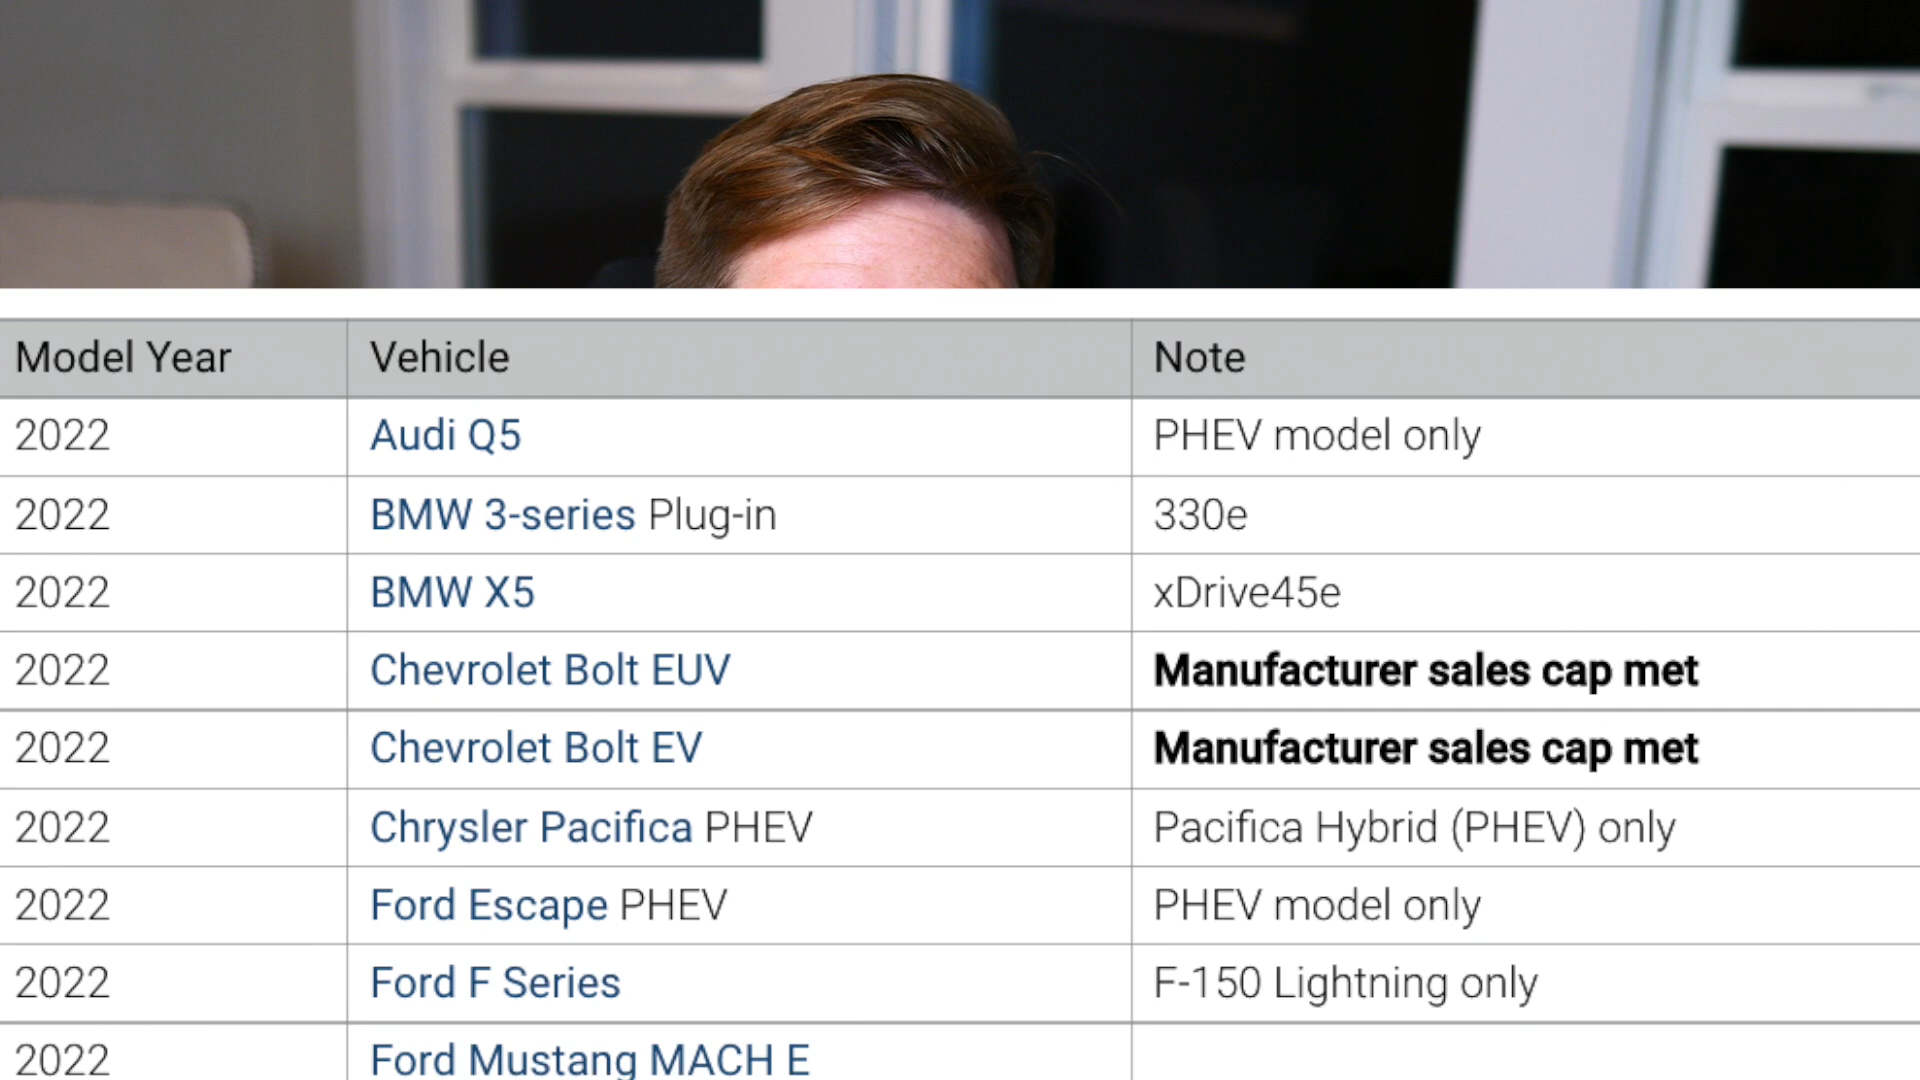 Model Year Vehicle Note
2022 Audi Q5 PHEV model only
2022 BMW 3-series Plug-in 330e
2022 BMW X5 xDrive45e
2022 Chevrolet Bolt EUV Manufacturer sales cap met
2022 Chevrolet Bolt EV Manufacturer sales cap met
2022 Chrysler Pacifica PHEV Pacifica Hybrid (PHEV) only
2022 Ford Escape PHEV PHEV model only
2022 Ford F Series F-150 Lightning only
2022 Ford Mustang MACH E